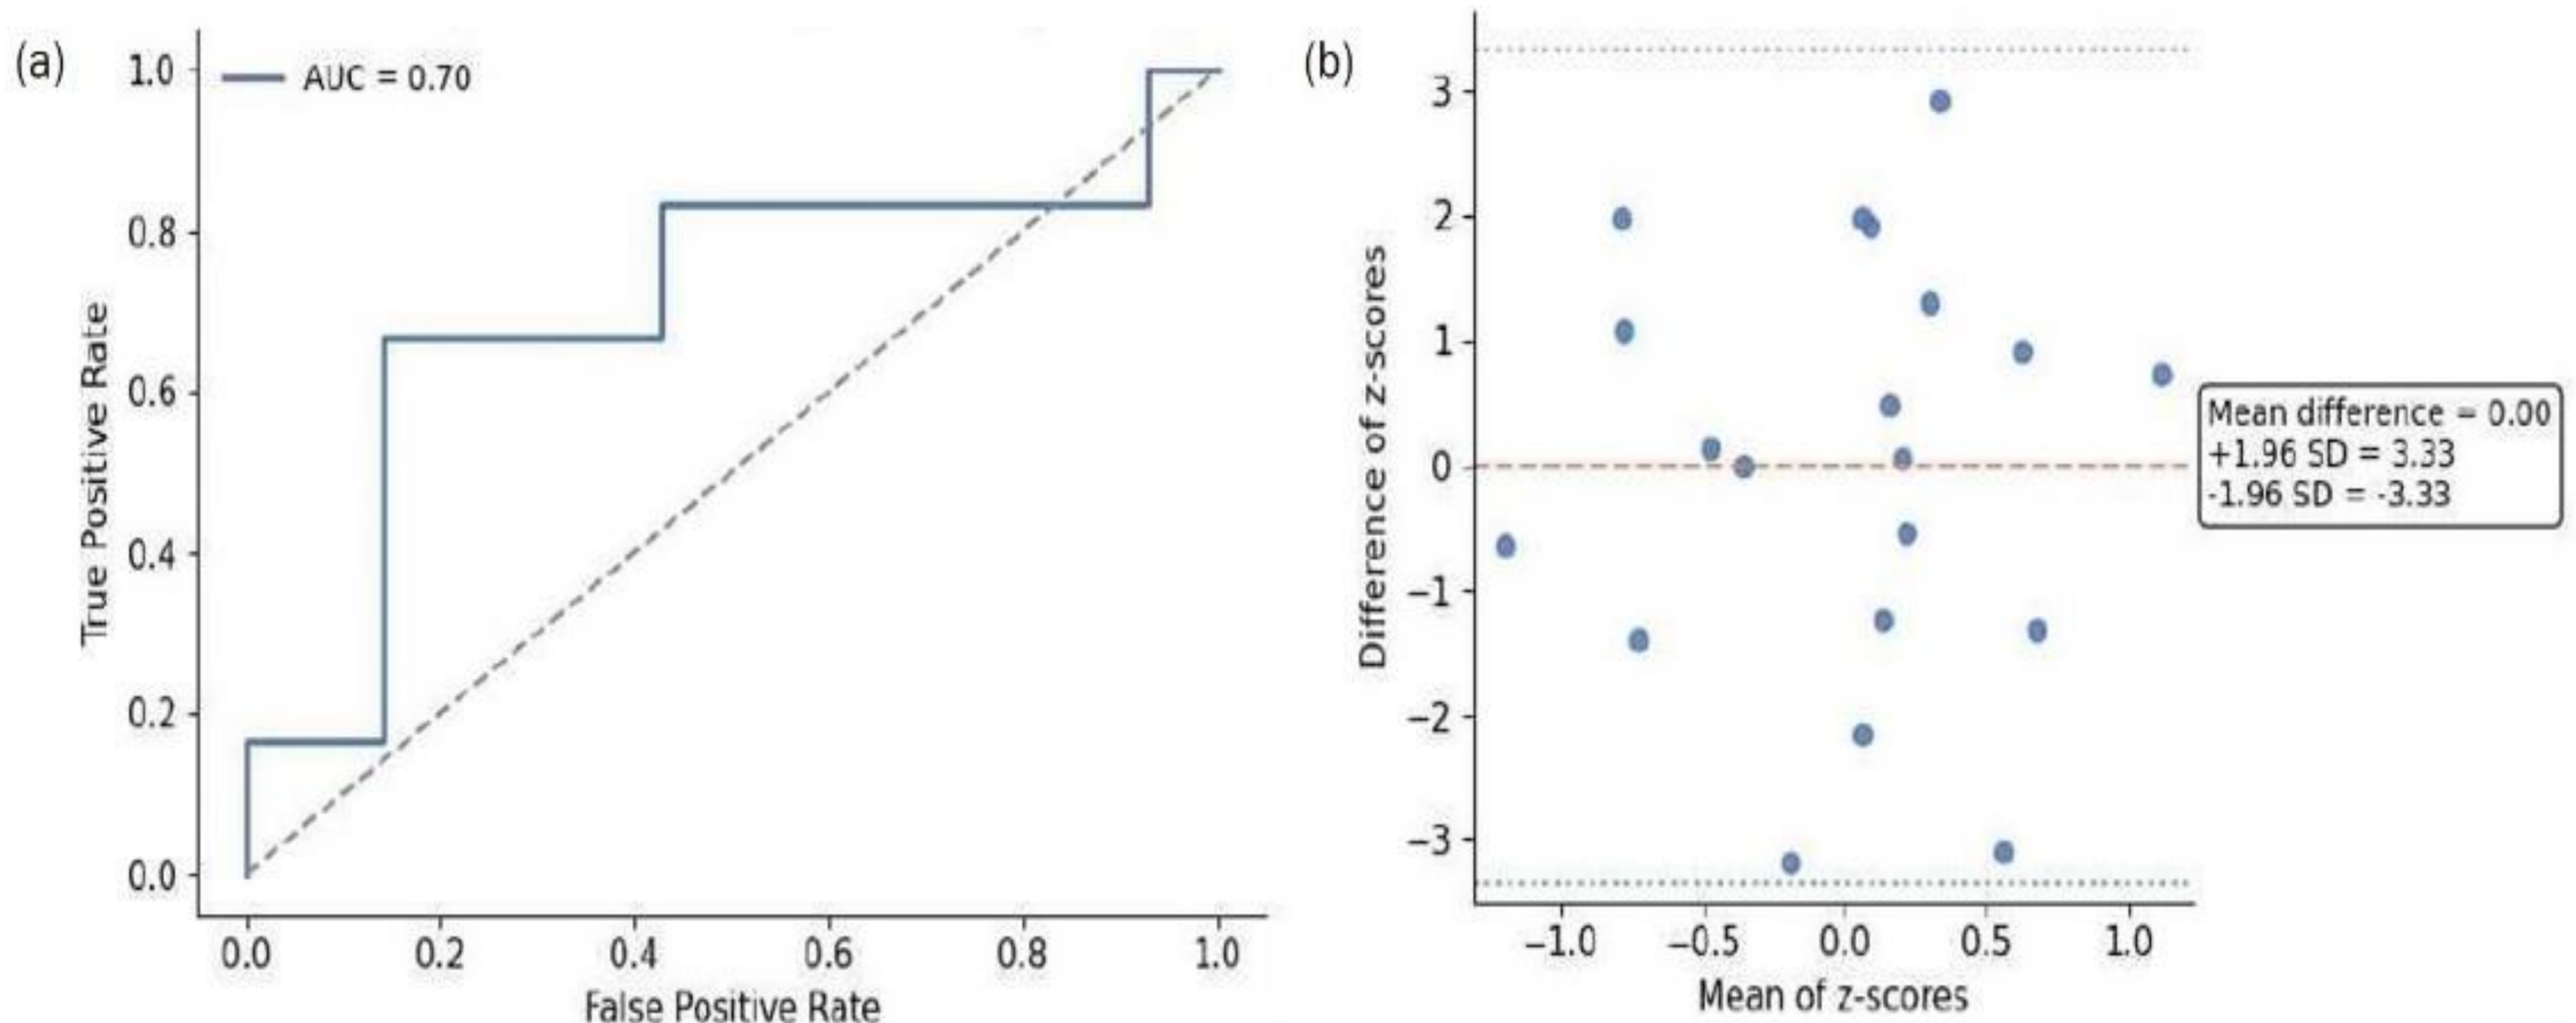 (a)
AUC = 0.70
1.0
0.8
0.6
0.4
0.2
0.0
True Positive Rate
0.0 0.2 0.4 0.6 0.8 1.0
False Positive Rate
(b)
3
2
1
0
−1
−2
−3
Difference of z-scores
Mean difference = 0.00
+1.96 SD = 3.33
-1.96 SD = -3.33
−1.0 −0.5 0.0 0.5 1.0
Mean of z-scores